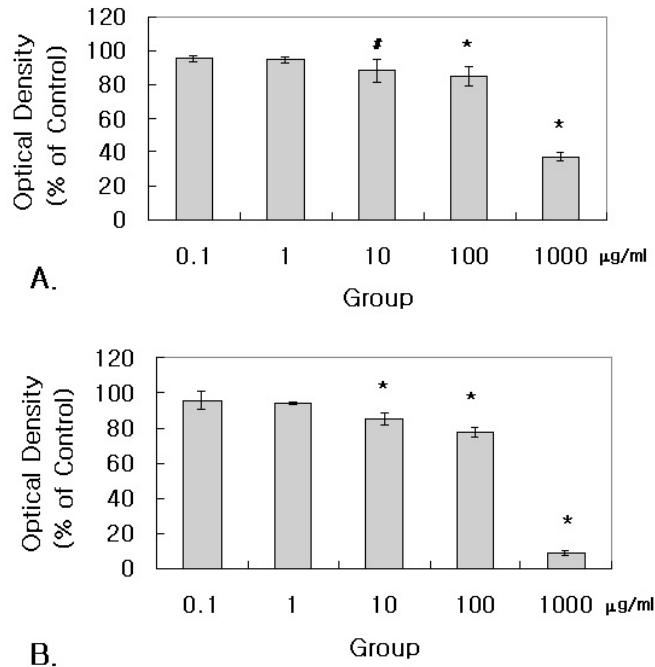 Optical Density
(% of Control)
120
100
80
60
40
20
0
# * *
0.1 1 10 100 1000 μg/ml
Group
A.
Optical Density
(% of Control)
120
100
80
60
40
20
0
* * *
0.1 1 10 100 1000 μg/ml
Group
B.